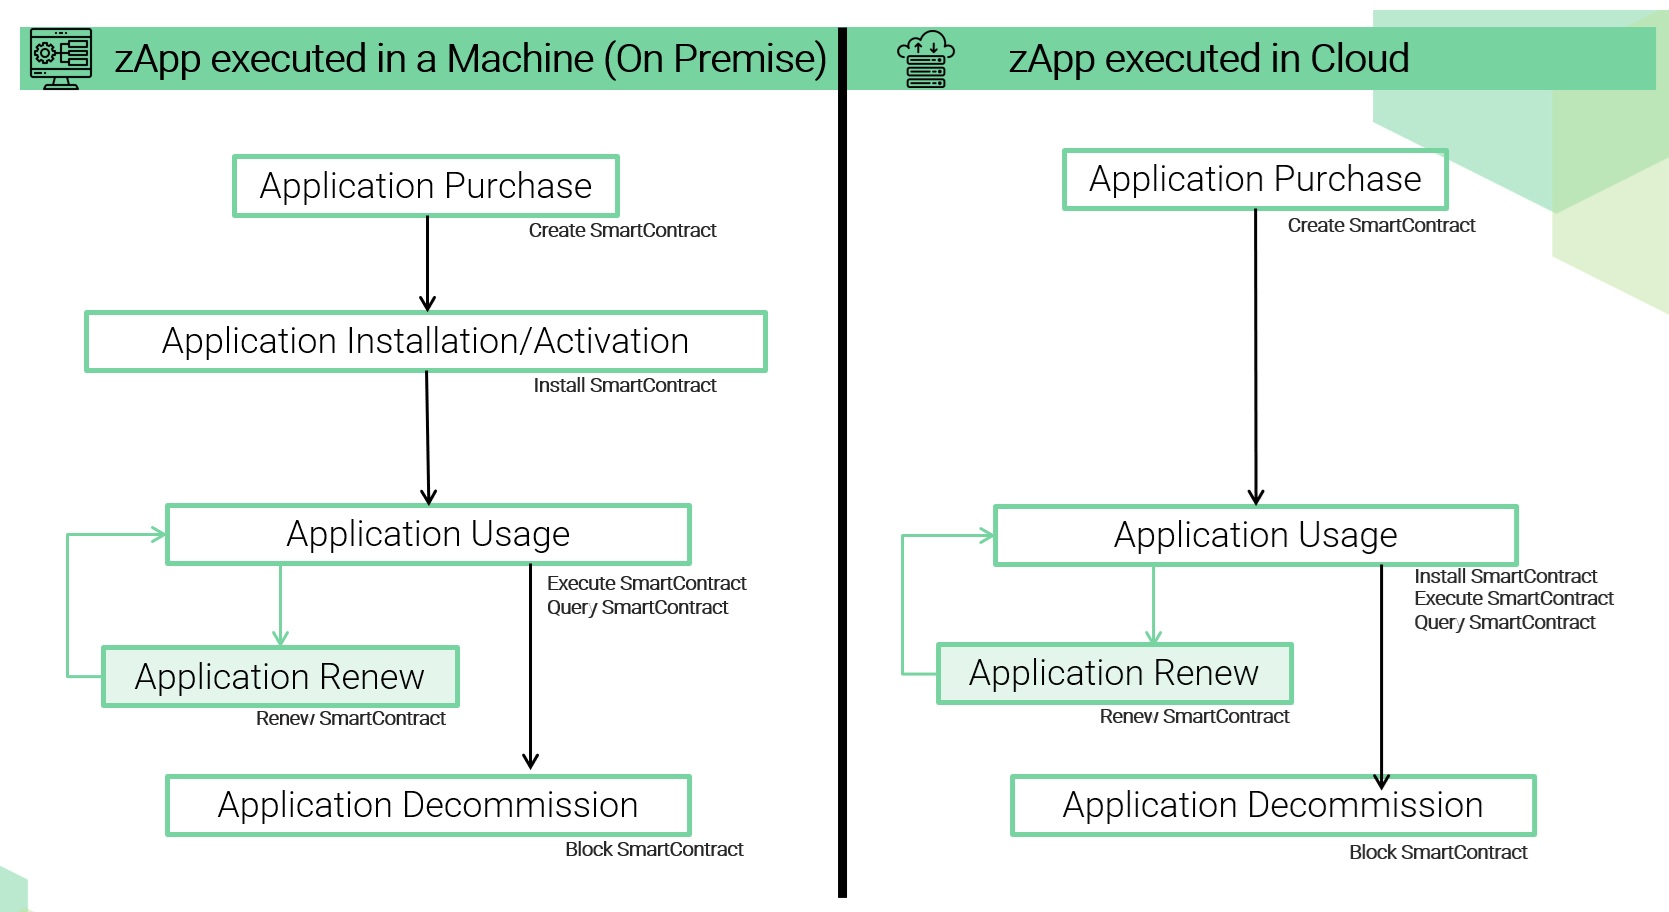 zApp executed in a Machine (On Premise)
Application Purchase
Create SmartContract
Application Installation/Activation
Install SmartContract
Application Usage
Execute SmartContract
Query SmartContract
Application Renew
Renew SmartContract
Application Decommission
Block SmartContract
zApp executed in Cloud
Application Purchase
Create SmartContract
Application Usage
Install SmartContract
Execute SmartContract
Query SmartContract
Application Renew
Renew SmartContract
Application Decommission
Block SmartContract